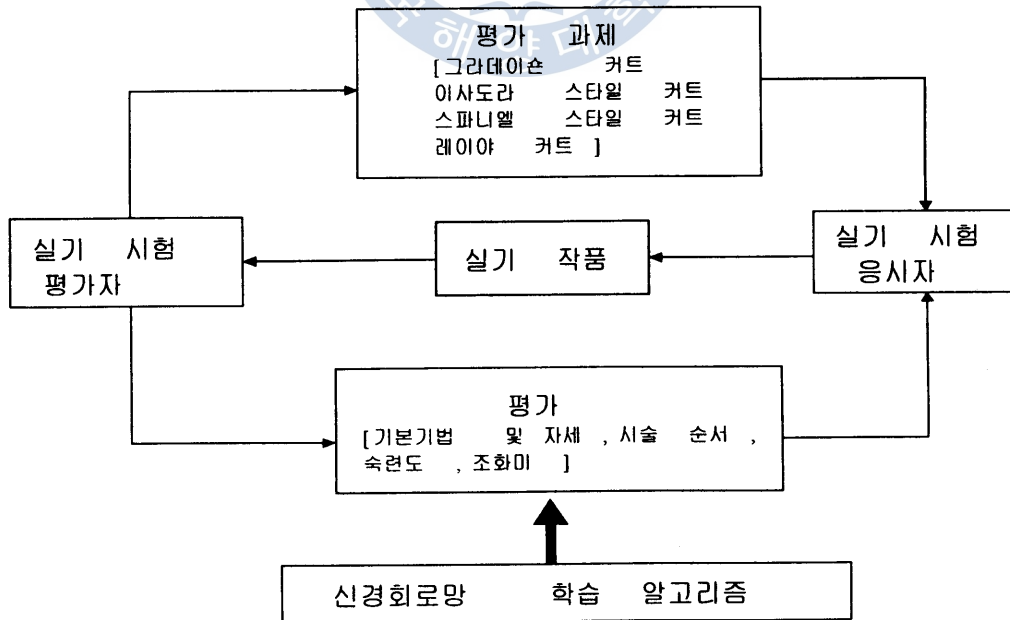 해양대학
평가 과제
[그라데이숀 커트
이사도라 스타일 커트
스파니엘 스타일 커트
레이야 커트 ]
실기 시험
평가자
실기 작품
실기 시험
응시자
평가
[기본기법 및 자세 , 시술 순서 ,
숙련도 , 조화미 ]
신경회로망 학습 알고리즘